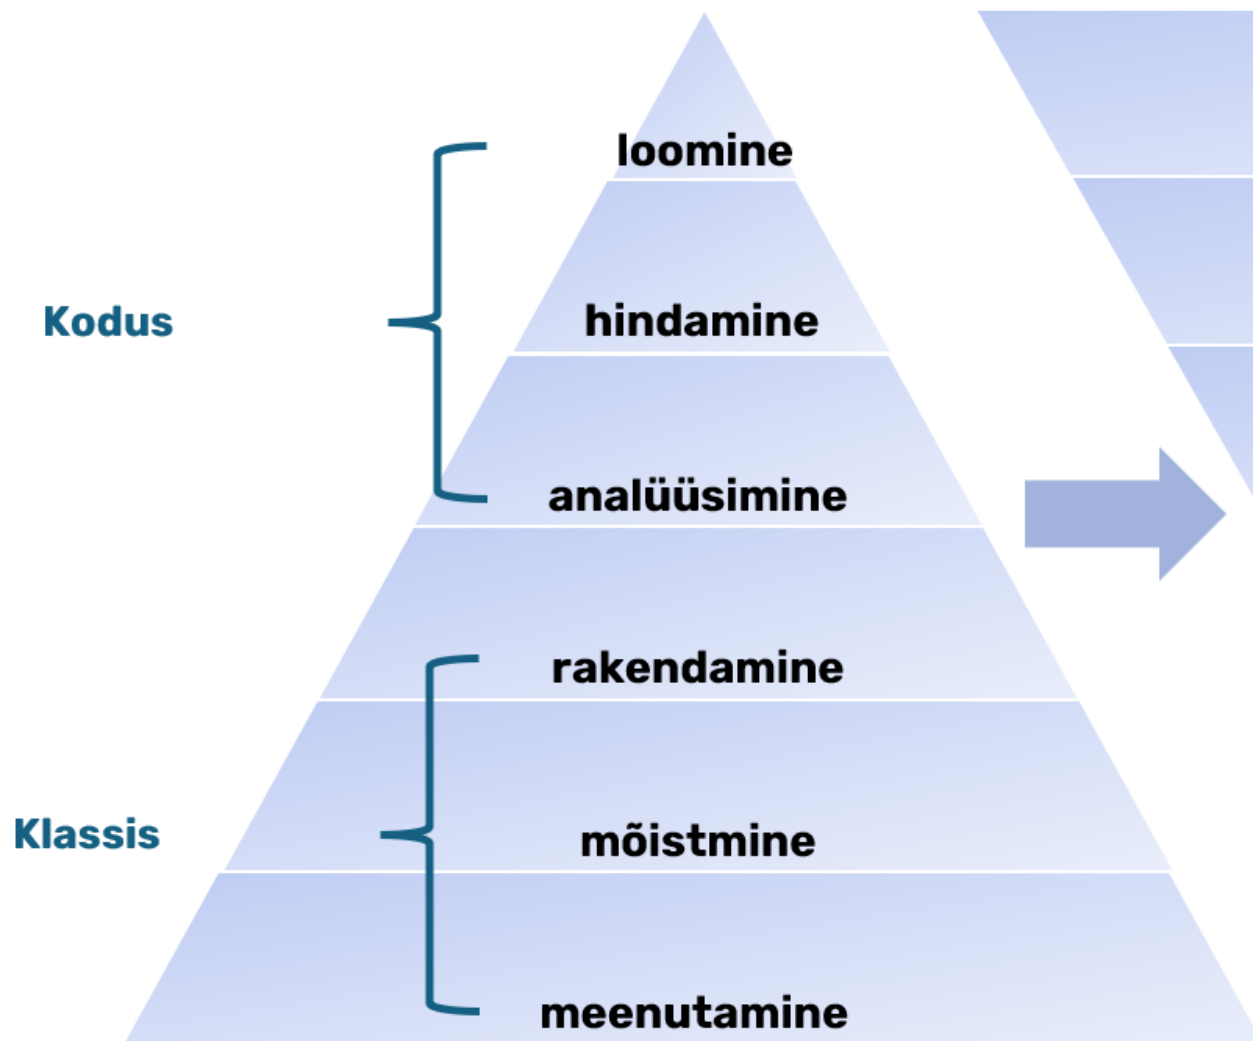 loomine
Kodus
hindamine
analüüsimine
rakendamine
Klassis
mõistmine
meenutamine